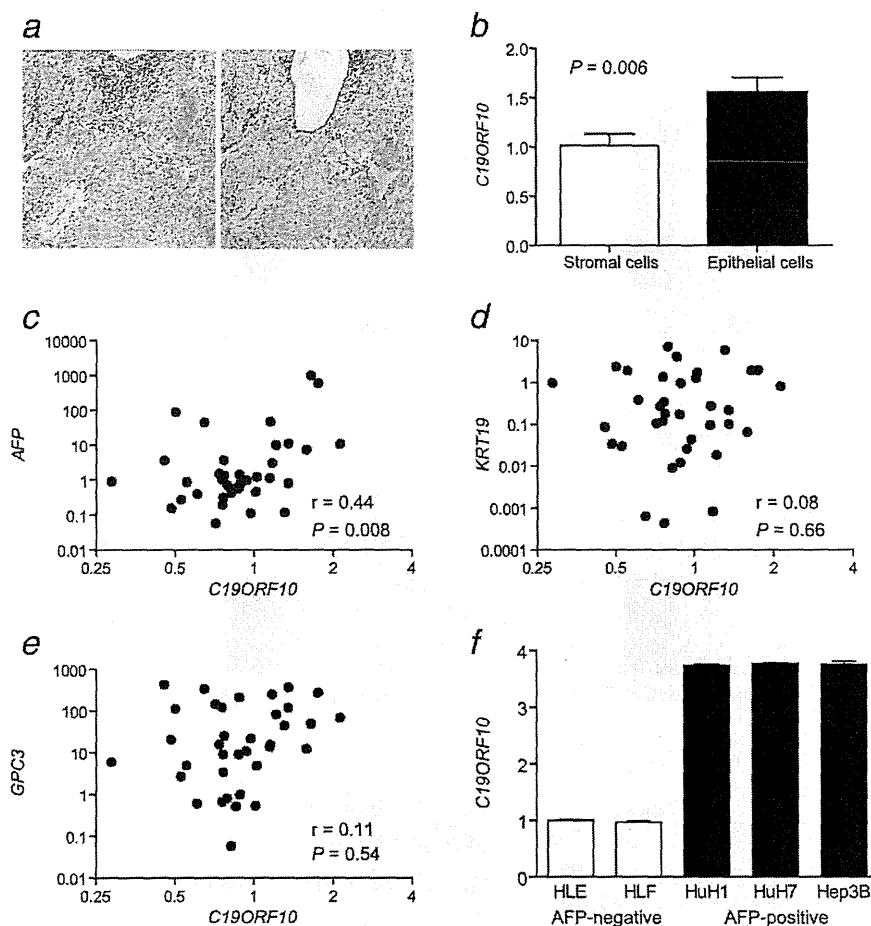 a
b
2.0
1.5
1.0
0.5
0.0
C19ORF10
P = 0.006
Stromal cells
Epithelial cells
c
10000
1000
100
10
1
0.1
0.01
AFP
r = 0.44
P = 0.008
0.25
0.5
1
2
4
C19ORF10
d
10
1
0.1
0.01
0.001
0.0001
KRT19
r = 0.08
P = 0.66
0.25
0.5
1
2
4
C19ORF10
e
1000
100
10
1
0.1
0.01
GPC3
r = 0.11
P = 0.54
0.25
0.5
1
2
4
C19ORF10
f
4
3
2
1
0
C19ORF10
HLE
HLF
HuH1
HuH7
Hep3B
AFP-negative
AFP-positive